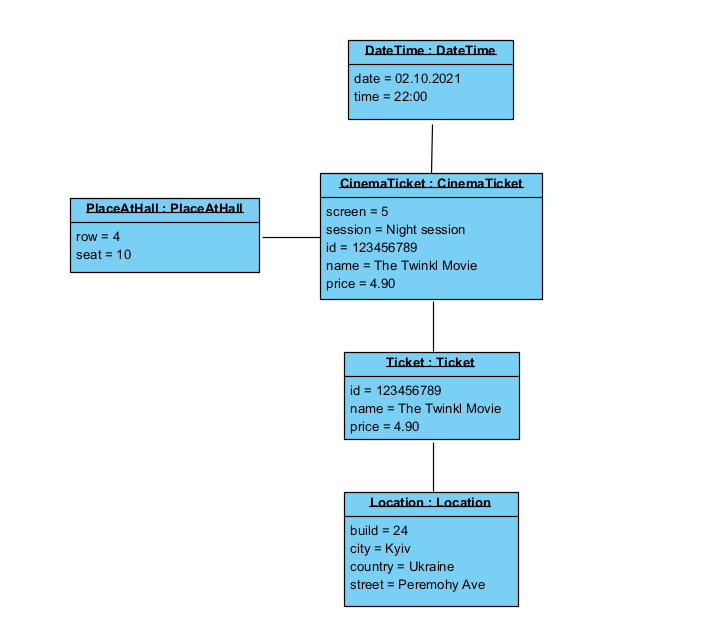 DateTime : DateTime
date = 02.10.2021
time = 22:00
CinemaTicket : CinemaTicket
screen = 5
session = Night session
id = 123456789
name = The Twinkl Movie
price = 4.90
PlaceAtHall : PlaceAtHall
row = 4
seat = 10
Ticket : Ticket
id = 123456789
name = The Twinkl Movie
price = 4.90
Location : Location
build = 24
city = Kyiv
country = Ukraine
street = Peremohy Ave